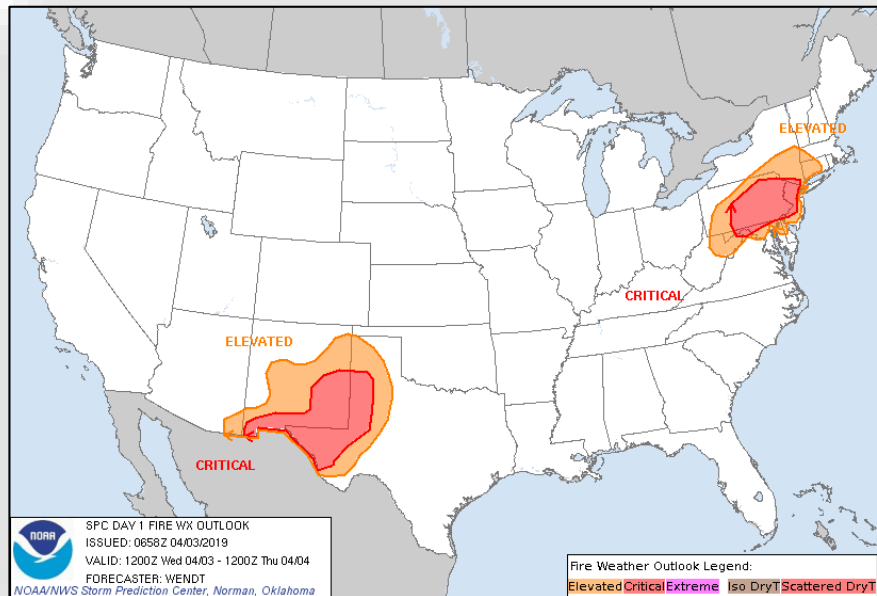 ELEVATED
CRITICAL
ELEVATED
CRITICAL
NOAA
SPC DAY 1 FIRE WX OUTLOOK
ISSUED: 0658Z 04/03/2019
VALID: 1200Z Wed 04/03 - 1200Z Thu 04/04
FORECASTER: WENDT
NOAA/NWS Storm Prediction Center, Norman, Oklahoma
Fire Weather Outlook Legend:
Elevated Critical Extreme Iso DryT Scattered DryT